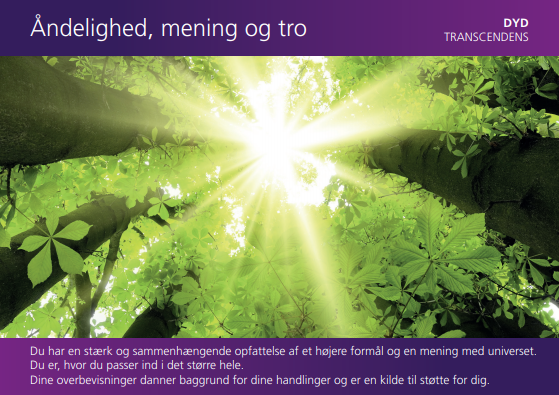 Åndelighed, mening og tro
DYD
TRANSCENDENS
Du har en stærk og sammenhængende opfattelse af et højere formål og en mening med universet.
Du er, hvor du passer ind i det større hele.
Dine overbevisninger danner baggrund for dine handlinger og er en kilde til støtte for dig.